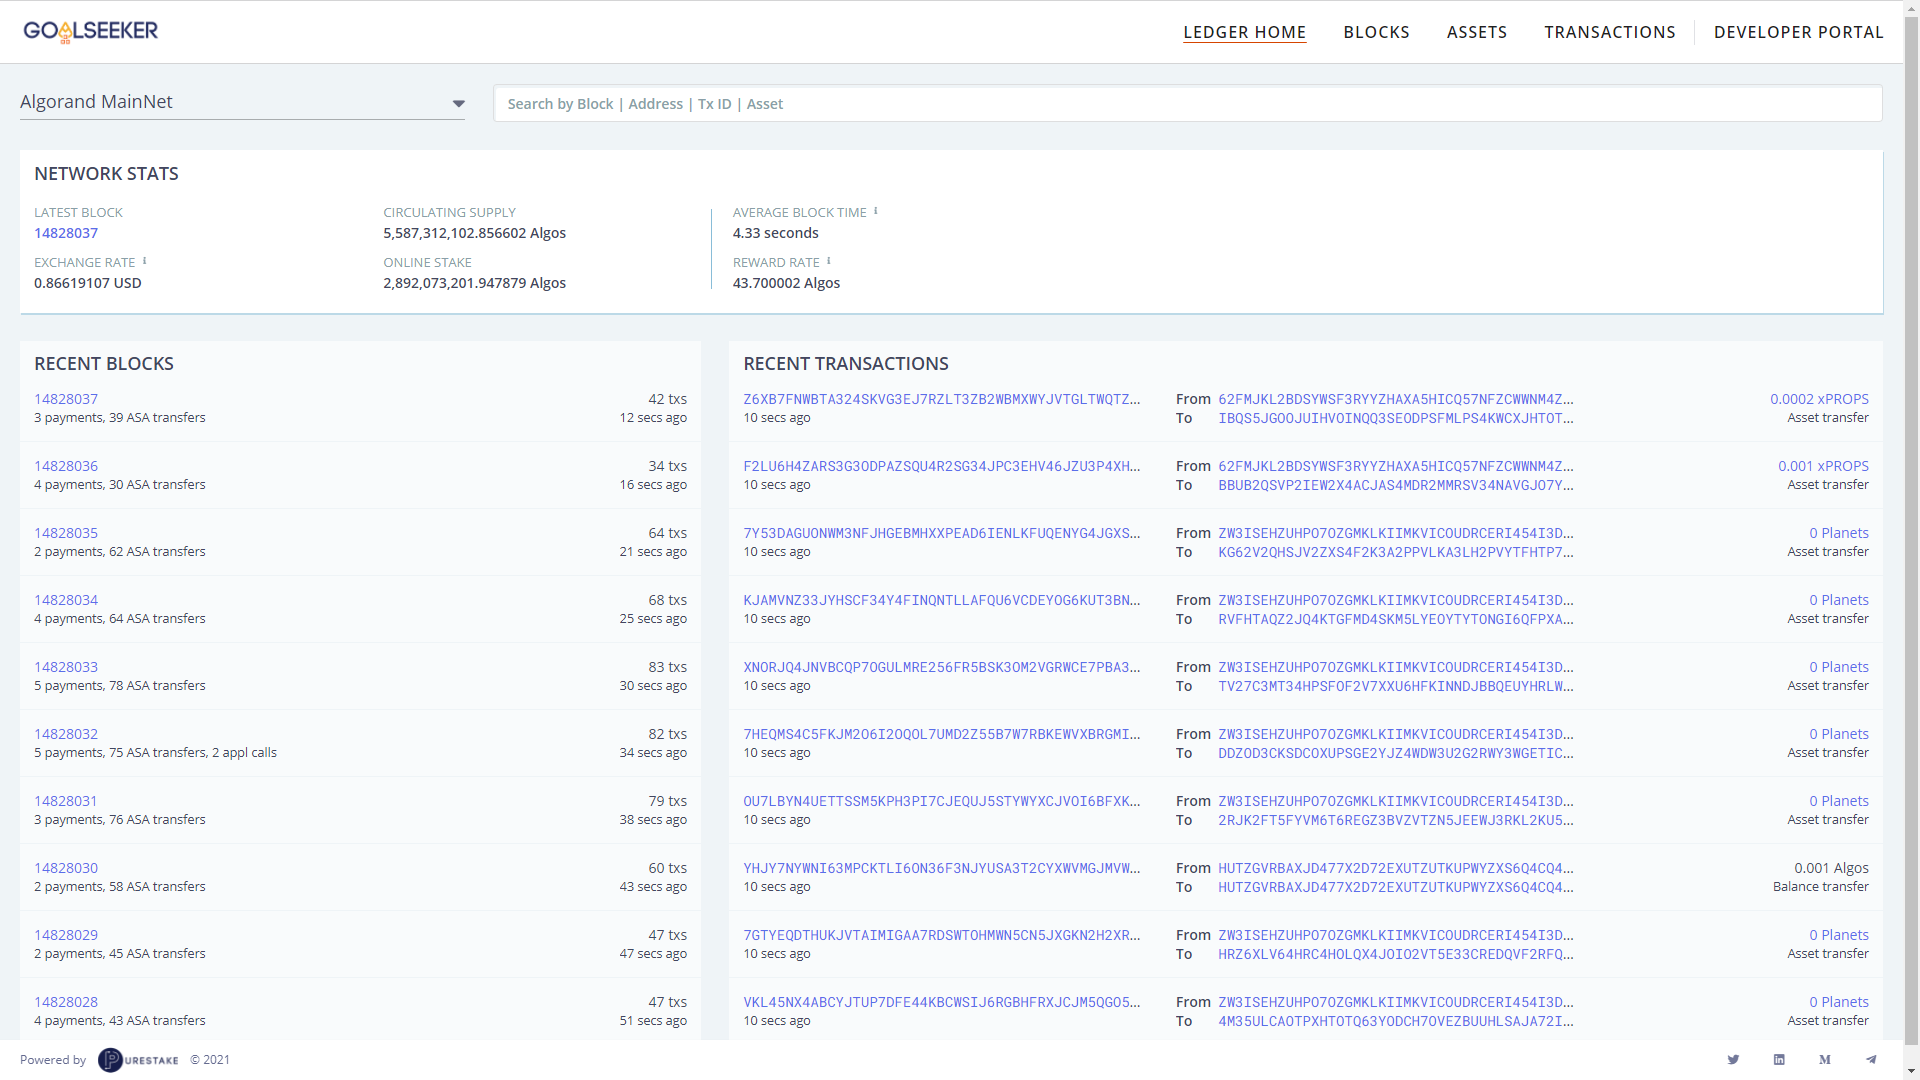 GOALSEEKER
LEDGER HOME BLOCKS ASSETS TRANSACTIONS DEVELOPER PORTAL
Algorand MainNet
Search by Block | Address | Tx ID | Asset
NETWORK STATS
LATEST BLOCK CIRCULATING SUPPLY AVERAGE BLOCK TIME
14828037 5,587,312,102.856602 Algos 4.33 seconds
EXCHANGE RATE ONLINE STAKE REWARD RATE
0.86619107 USD 2,892,073,201.947879 Algos 43.700002 Algos
RECENT BLOCKS
14828037 42 txs
3 payments, 39 ASA transfers 12 secs ago
14828036 34 txs
4 payments, 30 ASA transfers 16 secs ago
14828035 64 txs
2 payments, 62 ASA transfers 21 secs ago
14828034 68 txs
4 payments, 64 ASA transfers 25 secs ago
14828033 83 txs
5 payments, 78 ASA transfers 30 secs ago
14828032 82 txs
5 payments, 75 ASA transfers, 2 appl calls 34 secs ago
14828031 79 txs
3 payments, 76 ASA transfers 38 secs ago
14828030 60 txs
2 payments, 58 ASA transfers 43 secs ago
14828029 47 txs
2 payments, 45 ASA transfers 47 secs ago
14828028 47 txs
4 payments, 43 ASA transfers 51 secs ago
RECENT TRANSACTIONS
Z6XB7FNWBTA324SKVG3EJ7RZLT3ZB2WBMXWYJVTGLTWQTZ... From 62FMJKL2BDSYWSF3RYYZHAXA5HICQ57NFZCWWNM4Z... 0.0002 xPROPS
10 secs ago To IBQS5JGOOJUIHVOINQQ3SEODPSFMLPS4KWCXJHTOT... Asset transfer
F2LU6H4ZARS3G3ODPAZSQU4R2SG34JPC3EHV46JZU3P4XH... From 62FMJKL2BDSYWSF3RYYZHAXA5HICQ57NFZCWWNM4Z... 0.001 xPROPS
10 secs ago To BBUB2QSVP2IEW2X4ACJAS4MDR2MMRSV34NAVGJO7Y... Asset transfer
7Y53DAGUONWM3NFJHGEBMHXXPEAD6IENLKFUQENYG4JGXS... From ZW3ISEHZUHPO7OZGMKLKIIMKVICOUDRCERI454I3D... 0 Planets
10 secs ago To KG62V2QHSJV2ZXS4F2K3A2PPVLKA3LH2PVYTFHTP7... Asset transfer
KJAMVNZ33JYHSCF34Y4FINQNTLLAFQU6VCDEYOG6KUT3BN... From ZW3ISEHZUHPO7OZGMKLKIIMKVICOUDRCERI454I3D... 0 Planets
10 secs ago To RVFHTAQZ2JQ4KTGFMD4SKM5LYEOYTYTONGI6QFPXA... Asset transfer
XNORJQ4JNVBCQP7OGULMRE256FR5BSK3OM2VGRWCE7PBA3... From ZW3ISEHZUHPO7OZGMKLKIIMKVICOUDRCERI454I3D... 0 Planets
10 secs ago To TV27C3MT34HPSFOF2V7XXU6HFKINNDJBBQEUYHRLW... Asset transfer
7HEQMS4C5FKJM2O6I2OQOL7UMD2Z55B7W7RBKEWVXBRGMI... From ZW3ISEHZUHPO7OZGMKLKIIMKVICOUDRCERI454I3D... 0 Planets
10 secs ago To DDZOD3CKSDCOXUPSGE2YJZ4WDW3U2G2RWY3WGETIC... Asset transfer
OU7LBYN4UETTSSM5KPH3PI7CJEQUJ5STYWYXCJVOI6BFXK... From ZW3ISEHZUHPO7OZGMKLKIIMKVICOUDRCERI454I3D... 0 Planets
10 secs ago To 2RJK2FT5FYVM6T6REGZ3BVZVTZN5JEEWJ3RKL2KU5... Asset transfer
YHJY7NYWNI63MPCKTLI6ON36F3NJYUSA3T2CYXWVMGJMVW... From HUTZGVRBAXJD477X2D72EXUTZUTKUPWYZXS6Q4CQ4... 0.001 Algos
10 secs ago To HUTZGVRBAXJD477X2D72EXUTZUTKUPWYZXS6Q4CQ4... Balance transfer
7GTYEQDTHUKJVTAIMIGAA7RDSWTOHMWN5CN5JXGKN2H2XR... From ZW3ISEHZUHPO7OZGMKLKIIMKVICOUDRCERI454I3D... 0 Planets
10 secs ago To HRZ6XLV64HRC4HOLQX4JOIO2VT5E33CREDQVF2RFQ... Asset transfer
VKL45NX4ABCYJTUP7DFE44KBCWSIJ6RGBHFRXJCJM5QGO5... From ZW3ISEHZUHPO7OZGMKLKIIMKVICOUDRCERI454I3D... 0 Planets
10 secs ago To 4M35ULCAOTPXHTOTQ63YODCH7OVEZBUUHLSAJA72I... Asset transfer
Powered by PURESTAKE © 2021